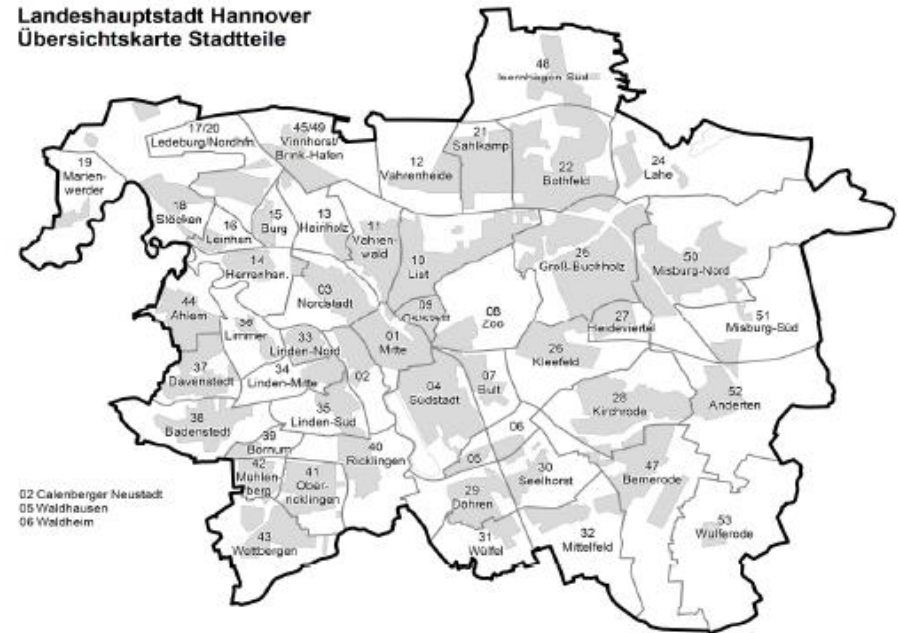 Landeshauptstadt Hannover
Übersichtskarte Stadtteile
48
Isernhagen-Süd
17/20
Ledeburg/Nordhfn.
45/49
Vinnhorst/
Brink-Hafen
21
Sahlkamp
19
Marien-
werder
12
Vahrenheide
22
Bothfeld
24
Lahe
18
Stöcken
16
Leinhsn.
15
Burg
13
Hainholz
11
Vahren-
wald
10
List
25
Groß-Buchholz
50
Misburg-Nord
14
Herrenhsn.
03
Nordstadt
44
Ahlem
36
Limmer
33
Linden-Nord
01
Mitte
09
Oststadt
08
Zoo
27
Heideviertel
51
Misburg-Süd
37
Davenstedt
34
Linden-Mitte
02
04
Südstadt
07
Bult
26
Kleefeld
28
Kirchrode
52
Anderten
38
Badenstedt
35
Linden-Süd
06
39
Bornum
40
Ricklingen
05
42
Mühlen-
berg
41
Ober-
ricklingen
30
Seelhorst
47
Bemerode
29
Döhren
02 Calenberger Neustadt
05 Waldhausen
06 Waldheim
43
Wettbergen
31
Wülfel
32
Mittelfeld
53
Wülferode